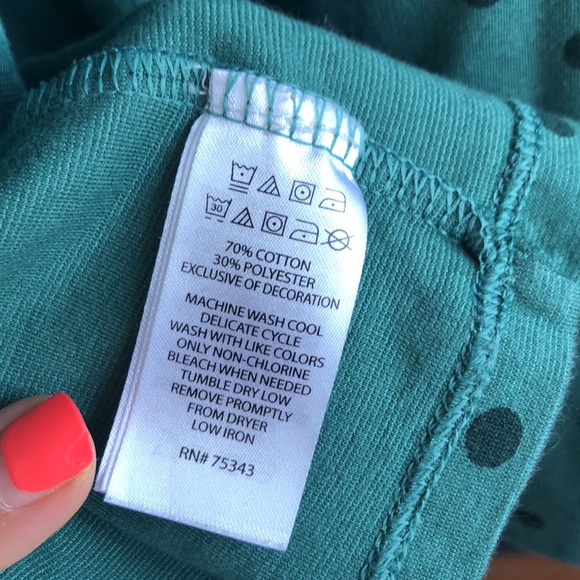 30
70% COTTON
30% POLYESTER
EXCLUSIVE OF DECORATION
MACHINE WASH COOL
DELICATE CYCLE
WASH WITH LIKE COLORS
ONLY NON-CHLORINE
BLEACH WHEN NEEDED
TUMBLE DRY LOW
REMOVE PROMPTLY
FROM DRYER
LOW IRON
RN# 75343